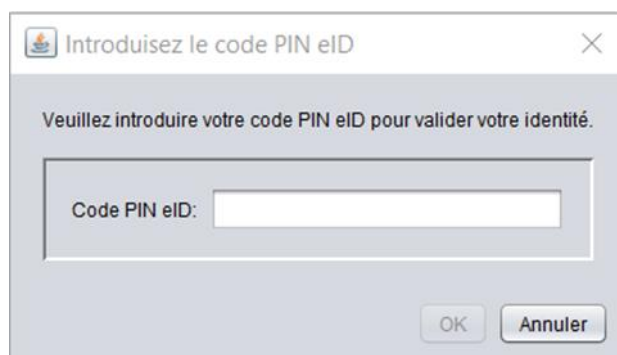 Introduisez le code PIN eID
Veuillez introduire votre code PIN eID pour valider votre identité.
Code PIN eID:
OK Annuler